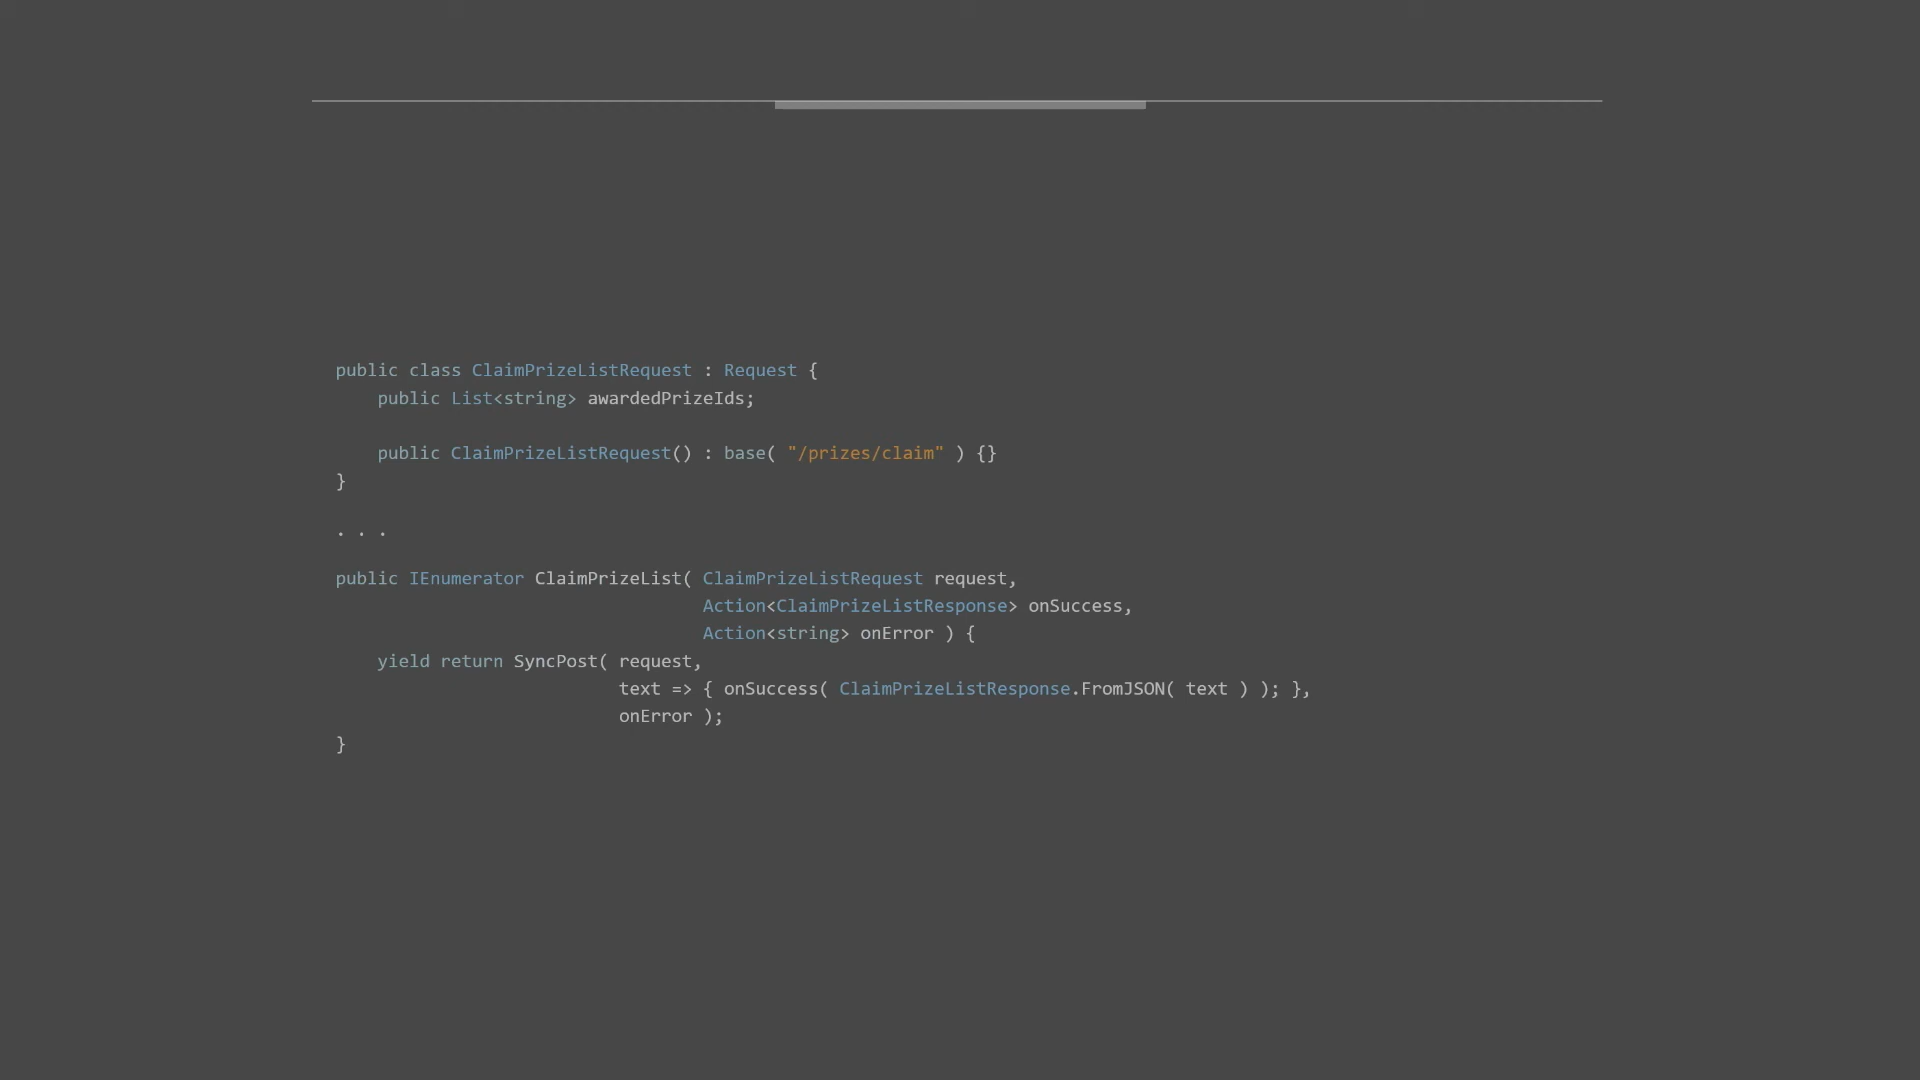 public class ClaimPrizeListRequest : Request {
    public List<string> awardedPrizeIds;

    public ClaimPrizeListRequest() : base( "/prizes/claim" ) {}
}

. . .

public IEnumerator ClaimPrizeList( ClaimPrizeListRequest request,
                                   Action<ClaimPrizeListResponse> onSuccess,
                                   Action<string> onError ) {
    yield return SyncPost( request,
                           text => { onSuccess( ClaimPrizeListResponse.FromJSON( text ) ); },
                           onError );
}